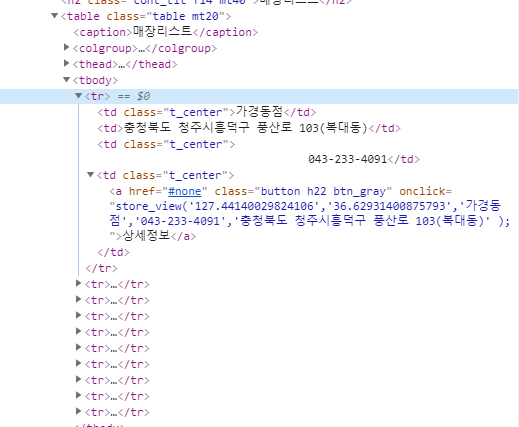 <h2 class="cont_tit f14 mt40">매장리스트</h2>
▼<table class="table mt20">
<caption>매장리스트</caption>
▶<colgroup>…</colgroup>
▶<thead>…</thead>
▼<tbody>
▼<tr> == $0
<td class="t_center">가경동점</td>
<td>충청북도 청주시흥덕구 풍산로 103(복대동)</td>
<td class="t_center">
043-233-4091</td>
▼<td class="t_center">
<a href="#none" class="button h22 btn_gray" onclick=
"store_view('127.44140029824106','36.62931400875793','가경동
점','043-233-4091','충청북도 청주시흥덕구 풍산로 103(복대동)' );
">상세정보</a>
</td>
</tr>
▶<tr>…</tr>
▶<tr>…</tr>
▶<tr>…</tr>
▶<tr>…</tr>
▶<tr>…</tr>
▶<tr>…</tr>
▶<tr>…</tr>
▶<tr>…</tr>
▶<tr>…</tr>
</tbody>